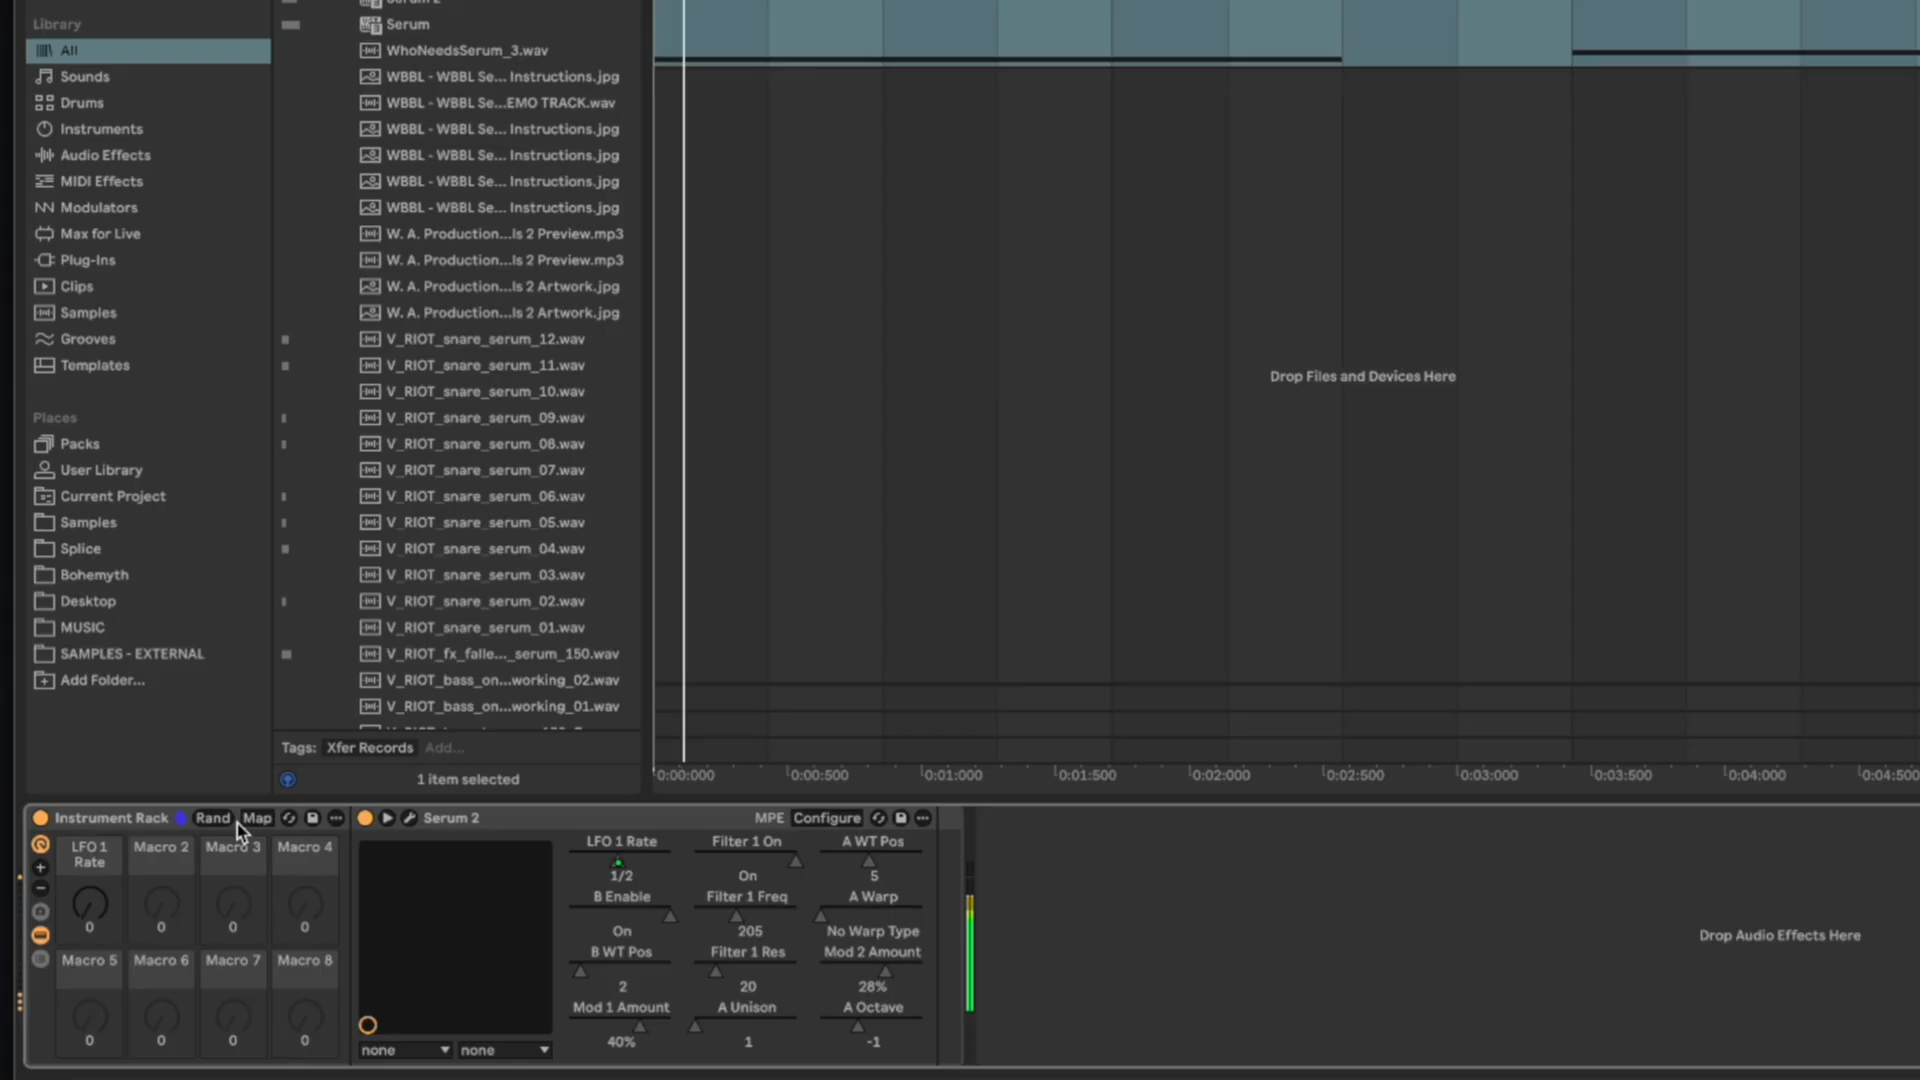 Library
All
Sounds
Drums
Instruments
Audio Effects
MIDI Effects
Modulators
Max for Live
Plug-Ins
Clips
Samples
Grooves
Templates
Places
Packs
User Library
Current Project
Samples
Splice
Bohemyth
Desktop
MUSIC
SAMPLES - EXTERNAL
Add Folder...
Serum 2
Serum
WhoNeedsSerum_3.wav
WBBL - WBBL Se... Instructions.jpg
WBBL - WBBL Se...EMO TRACK.wav
WBBL - WBBL Se... Instructions.jpg
WBBL - WBBL Se... Instructions.jpg
WBBL - WBBL Se... Instructions.jpg
WBBL - WBBL Se... Instructions.jpg
W. A. Production...ls 2 Preview.mp3
W. A. Production...ls 2 Preview.mp3
W. A. Production...ls 2 Artwork.jpg
W. A. Production...ls 2 Artwork.jpg
V_RIOT_snare_serum_12.wav
V_RIOT_snare_serum_11.wav
V_RIOT_snare_serum_10.wav
V_RIOT_snare_serum_09.wav
V_RIOT_snare_serum_08.wav
V_RIOT_snare_serum_07.wav
V_RIOT_snare_serum_06.wav
V_RIOT_snare_serum_05.wav
V_RIOT_snare_serum_04.wav
V_RIOT_snare_serum_03.wav
V_RIOT_snare_serum_02.wav
V_RIOT_snare_serum_01.wav
V_RIOT_fx_falle..._serum_150.wav
V_RIOT_bass_on...working_02.wav
V_RIOT_bass_on...working_01.wav
Tags: Xfer Records Add...
1 item selected
Drop Files and Devices Here
0:00:000 0:00:500 0:01:000 0:01:500 0:02:000 0:02:500 0:03:000 0:03:500 0:04:000 0:04:500
Instrument Rack Rand Map
LFO 1 Rate Macro 2 Macro 3 Macro 4
0 0 0 0
Macro 5 Macro 6 Macro 7 Macro 8
0 0 0 0
Serum 2 MPE Configure
none none
LFO 1 Rate Filter 1 On A WT Pos
1/2 On 5
B Enable Filter 1 Freq A Warp
On 205 No Warp Type
B WT Pos Filter 1 Res Mod 2 Amount
2 20 28%
Mod 1 Amount A Unison A Octave
40% 1 -1
Drop Audio Effects Here